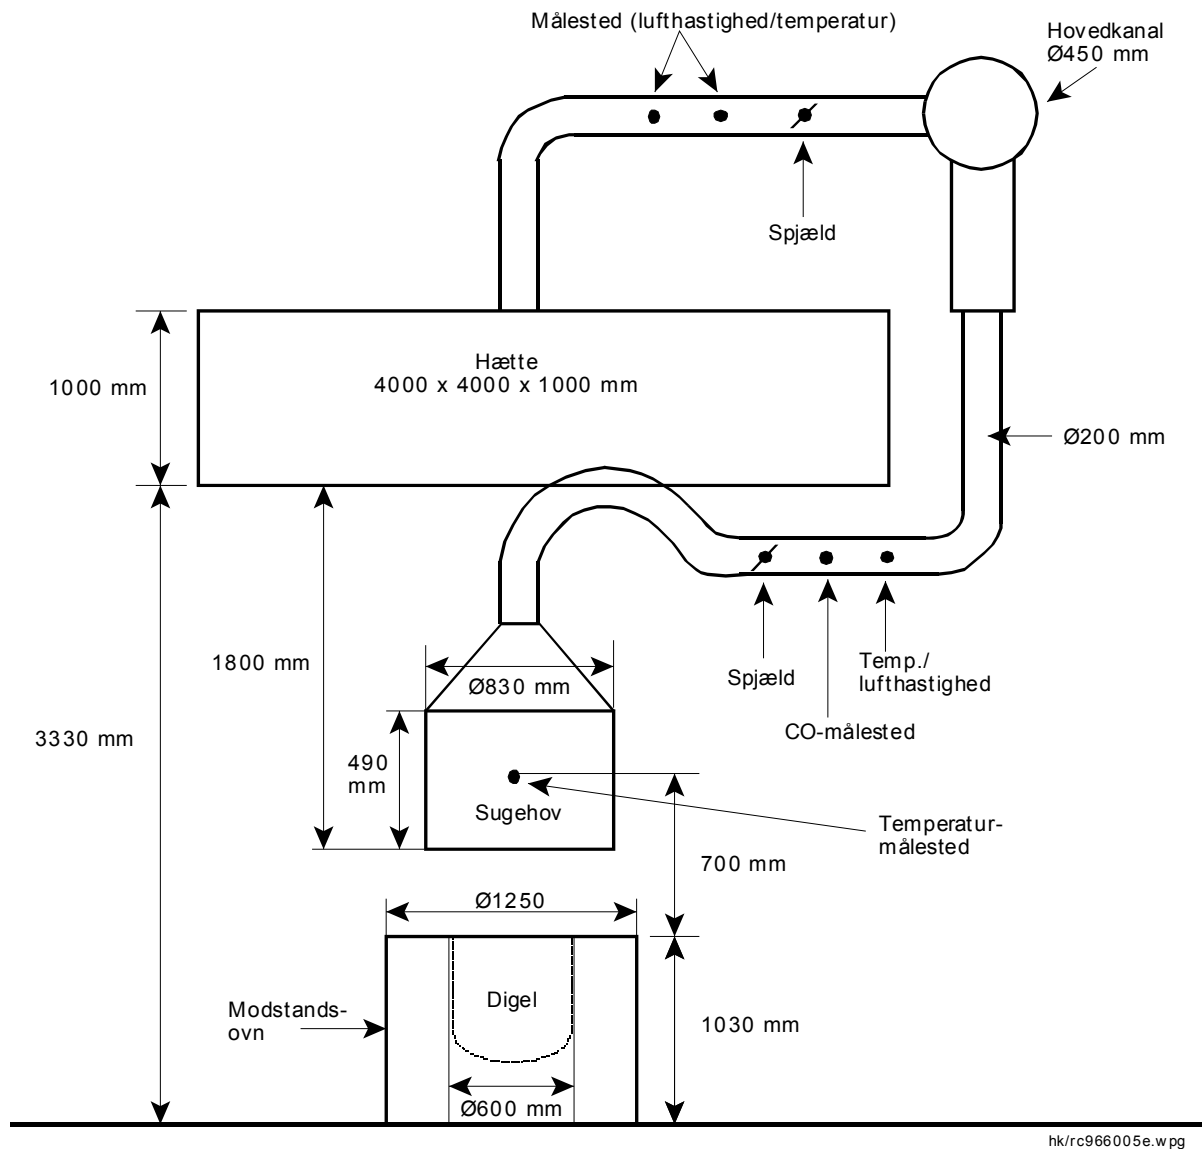 Målested (lufthastighed/temperatur)
Hovedkanal
Ø450 mm
Spjæld
Hætte
4000 x 4000 x 1000 mm
1000 mm
Ø200 mm
1800 mm
Ø830 mm
Spjæld
Temp./
lufthastighed
CO-målested
3330 mm
490
mm
Sugehov
Temperatur-
målested
700 mm
Ø1250
Modstands-
ovn
Digel
1030 mm
Ø600 mm
hk/rc966005e.wpg